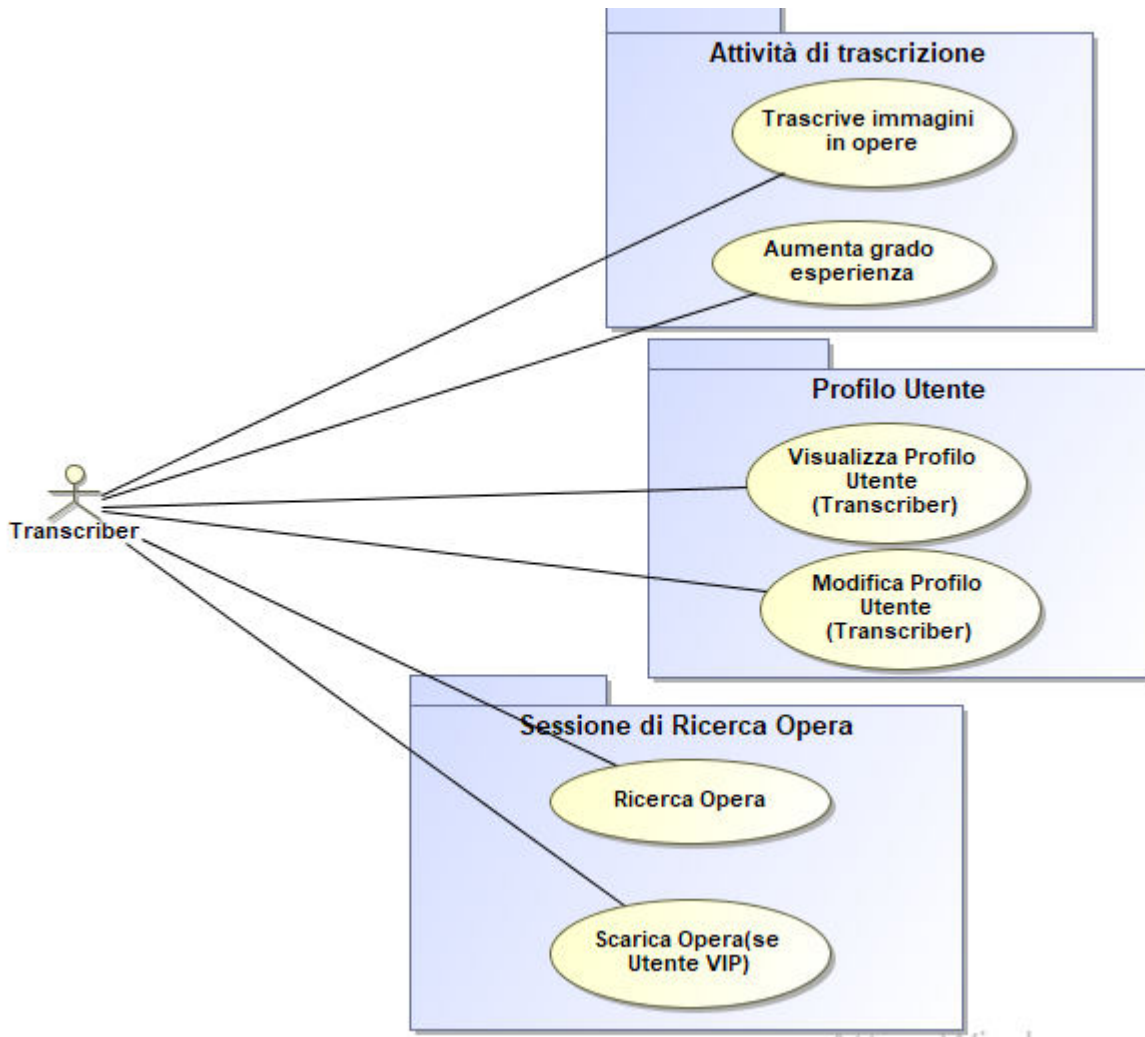 Attività di trascrizione
Trascrive immagini
in opere
Aumenta grado
esperienza
Profilo Utente
Visualizza Profilo
Utente
(Transcriber)
Modifica Profilo
Utente
(Transcriber)
Transcriber
Sessione di Ricerca Opera
Ricerca Opera
Scarica Opera(se
Utente VIP)